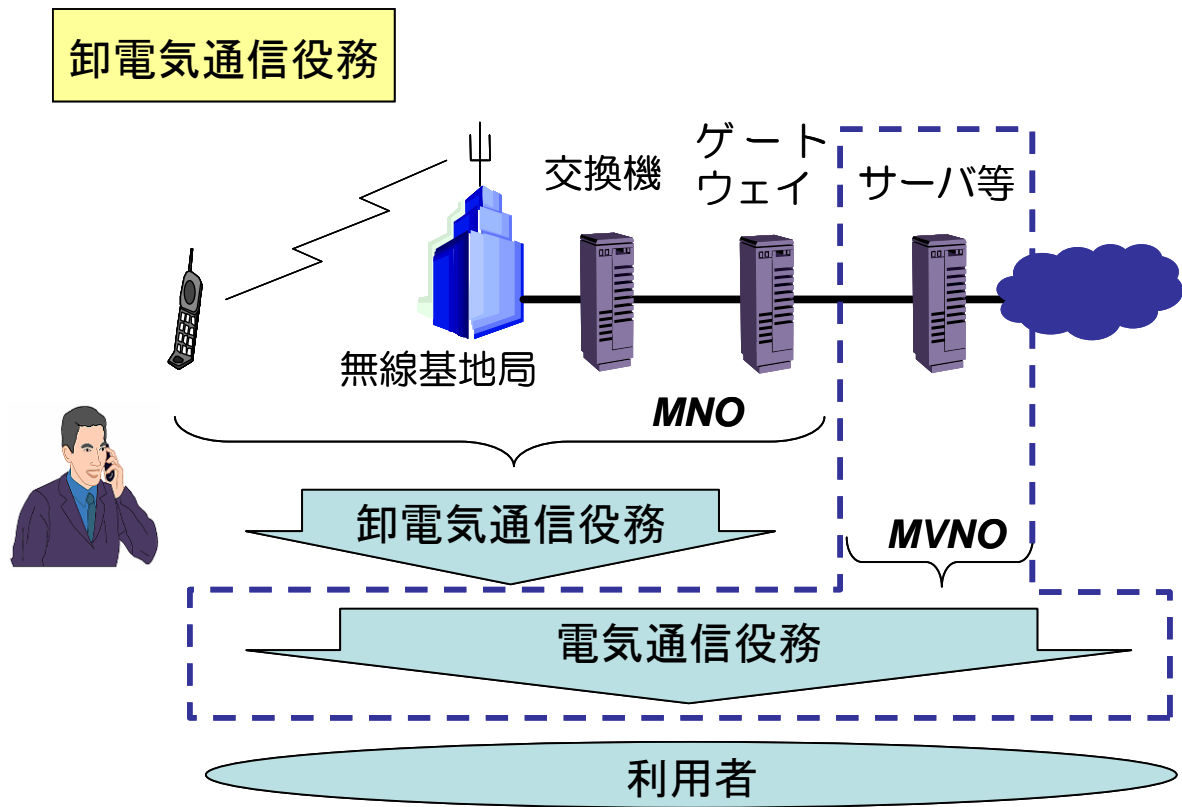 卸電気通信役務
ゲート
ウェイ
交換機
サーバ等
無線基地局
MNO
卸電気通信役務
MVNO
電気通信役務
利用者